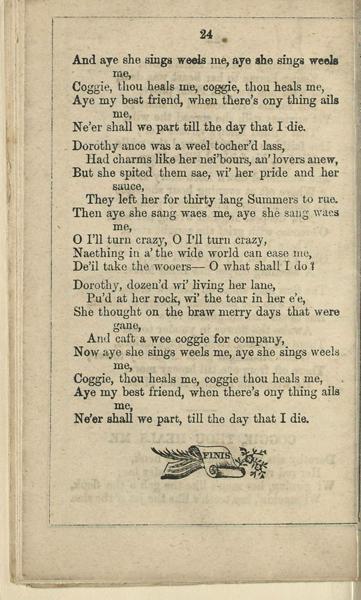 24
And aye she sings weels me, aye she sings weels
me,
Coggie, thou heals me, coggie, thou heals me,
Aye my best friend, when there's ony thing ails
me,
Ne'er shall we part till the day that I die.
Dorothy ance was a weel tocher'd lass,
Had charms like her nei'bours, an' lovers anew,
But she spited them sae, wi' her pride and her
sauce,
They left her for thirty lang Summers to rue.
Then aye she sang waes me, aye she sang waes
me,
O I'll turn crazy, O I'll turn crazy,
Naething in a' the wide world can ease me,
De'il take the wooers— O what shall I do?
Dorothy, dozen'd wi' living her lane,
Pu'd at her rock, wi' the tear in her e'e,
She thought on the braw merry days that were
gane,
And caft a wee coggie for company,
Now aye she sings weels me, aye she sings weels
me,
Coggie, thou heals me, coggie thou heals me,
Aye my best friend, when there's ony thing ails
me,
Ne'er shall we part, till the day that I die.
FINIS